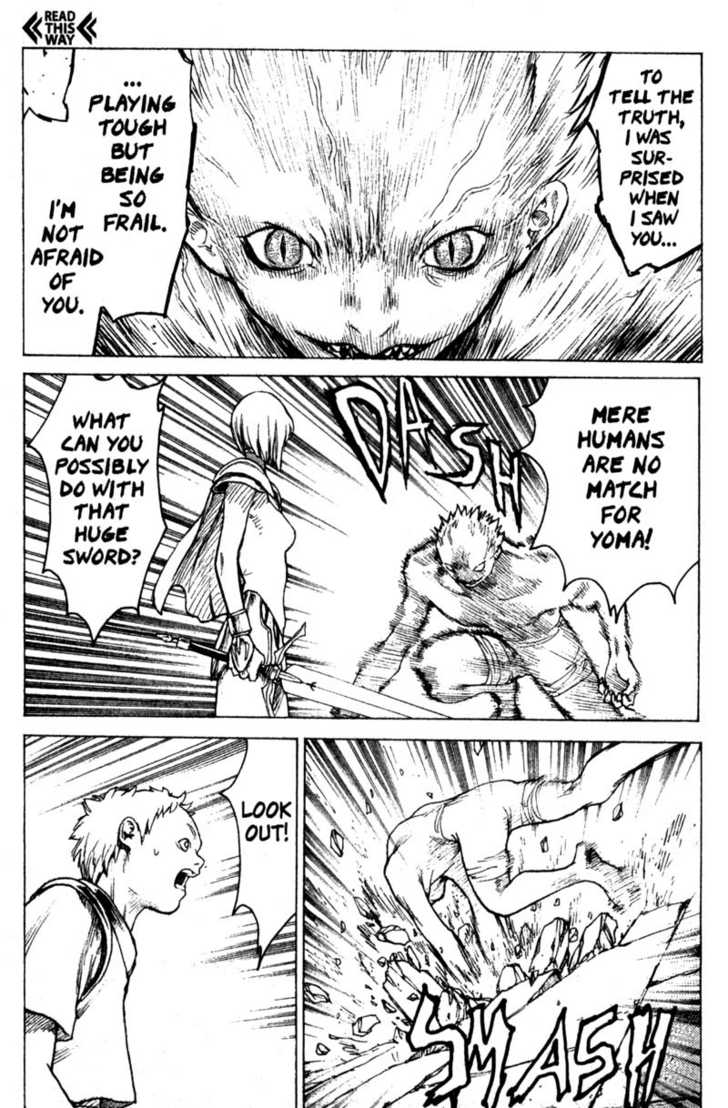 READ
THIS
WAY
TO
TELL THE
TRUTH,
I WAS
SUR-
PRISED
WHEN
I SAW
YOU...
...
PLAYING
TOUGH
BUT
BEING
SO
FRAIL.
I'M
NOT
AFRAID
OF
YOU.
MERE
HUMANS
ARE NO
MATCH
FOR
YOMA!
DASH
WHAT
CAN YOU
POSSIBLY
DO WITH
THAT
HUGE
SWORD?
SMASH
LOOK
OUT!